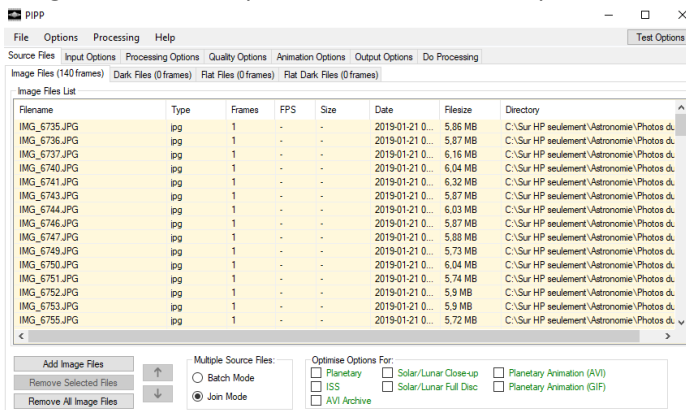 PIPP
File Options Processing Help Test Options
Source Files Input Options Processing Options Quality Options Animation Options Output Options Do Processing
Image Files (140 frames) Dark Files (0 frames) Flat Files (0 frames) Flat Dark Files (0 frames)
Image Files List
Filename Type Frames FPS Size Date Filesize Directory
IMG_6735.JPG jpg 1 - - 2019-01-21 0... 5,86 MB C:\Sur HP seulement\Astronomie\Photos du
IMG_6736.JPG jpg 1 - - 2019-01-21 0... 5,87 MB C:\Sur HP seulement\Astronomie\Photos du
IMG_6737.JPG jpg 1 - - 2019-01-21 0... 6,16 MB C:\Sur HP seulement\Astronomie\Photos du
IMG_6740.JPG jpg 1 - - 2019-01-21 0... 6,04 MB C:\Sur HP seulement\Astronomie\Photos du
IMG_6741.JPG jpg 1 - - 2019-01-21 0... 6,32 MB C:\Sur HP seulement\Astronomie\Photos du
IMG_6743.JPG jpg 1 - - 2019-01-21 0... 5,87 MB C:\Sur HP seulement\Astronomie\Photos du
IMG_6744.JPG jpg 1 - - 2019-01-21 0... 6,03 MB C:\Sur HP seulement\Astronomie\Photos du
IMG_6746.JPG jpg 1 - - 2019-01-21 0... 5,87 MB C:\Sur HP seulement\Astronomie\Photos du
IMG_6747.JPG jpg 1 - - 2019-01-21 0... 5,88 MB C:\Sur HP seulement\Astronomie\Photos du
IMG_6749.JPG jpg 1 - - 2019-01-21 0... 5,73 MB C:\Sur HP seulement\Astronomie\Photos du
IMG_6750.JPG jpg 1 - - 2019-01-21 0... 6,04 MB C:\Sur HP seulement\Astronomie\Photos du
IMG_6751.JPG jpg 1 - - 2019-01-21 0... 5,74 MB C:\Sur HP seulement\Astronomie\Photos du
IMG_6752.JPG jpg 1 - - 2019-01-21 0... 5,9 MB C:\Sur HP seulement\Astronomie\Photos du
IMG_6753.JPG jpg 1 - - 2019-01-21 0... 5,9 MB C:\Sur HP seulement\Astronomie\Photos du
IMG_6755.JPG jpg 1 - - 2019-01-21 0... 5,72 MB C:\Sur HP seulement\Astronomie\Photos du
Add Image Files
Remove Selected Files
Remove All Image Files
Multiple Source Files:
Batch Mode
Join Mode
Optimise Options For:
Planetary Solar/Lunar Close-up Planetary Animation (AVI)
ISS Solar/Lunar Full Disc Planetary Animation (GIF)
AVI Archive